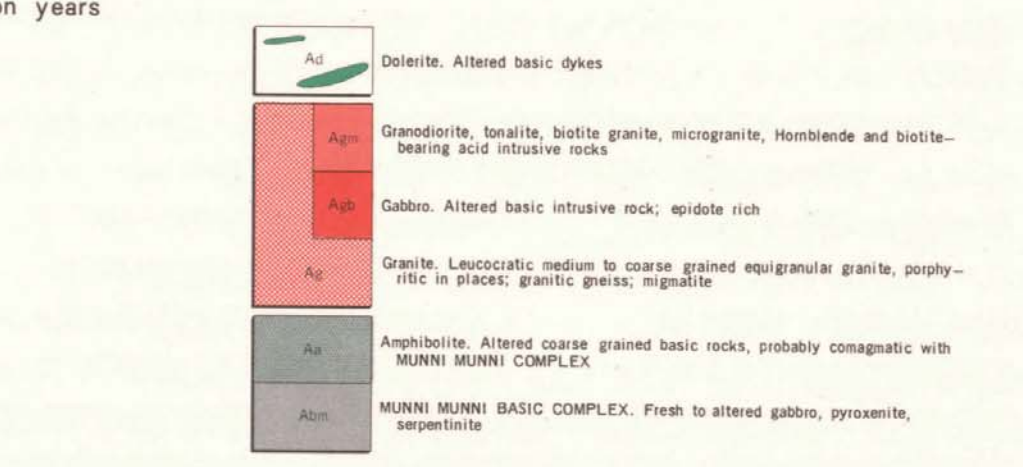 on years
Ad
Dolerite. Altered basic dykes
Agm
Granodiorite, tonalite, biotite granite, microgranite, Hornblende and biotite—
bearing acid intrusive rocks
Agb
Gabbro. Altered basic intrusive rock; epidote rich
Ag
Granite. Leucocratic medium to coarse grained equigranular granite, porphy—
ritic in places; granitic gneiss; migmatite
Aa
Amphibolite. Altered coarse grained basic rocks, probably comagmatic with
MUNNI MUNNI COMPLEX
Abm
MUNNI MUNNI BASIC COMPLEX. Fresh to altered gabbro, pyroxenite,
serpentinite